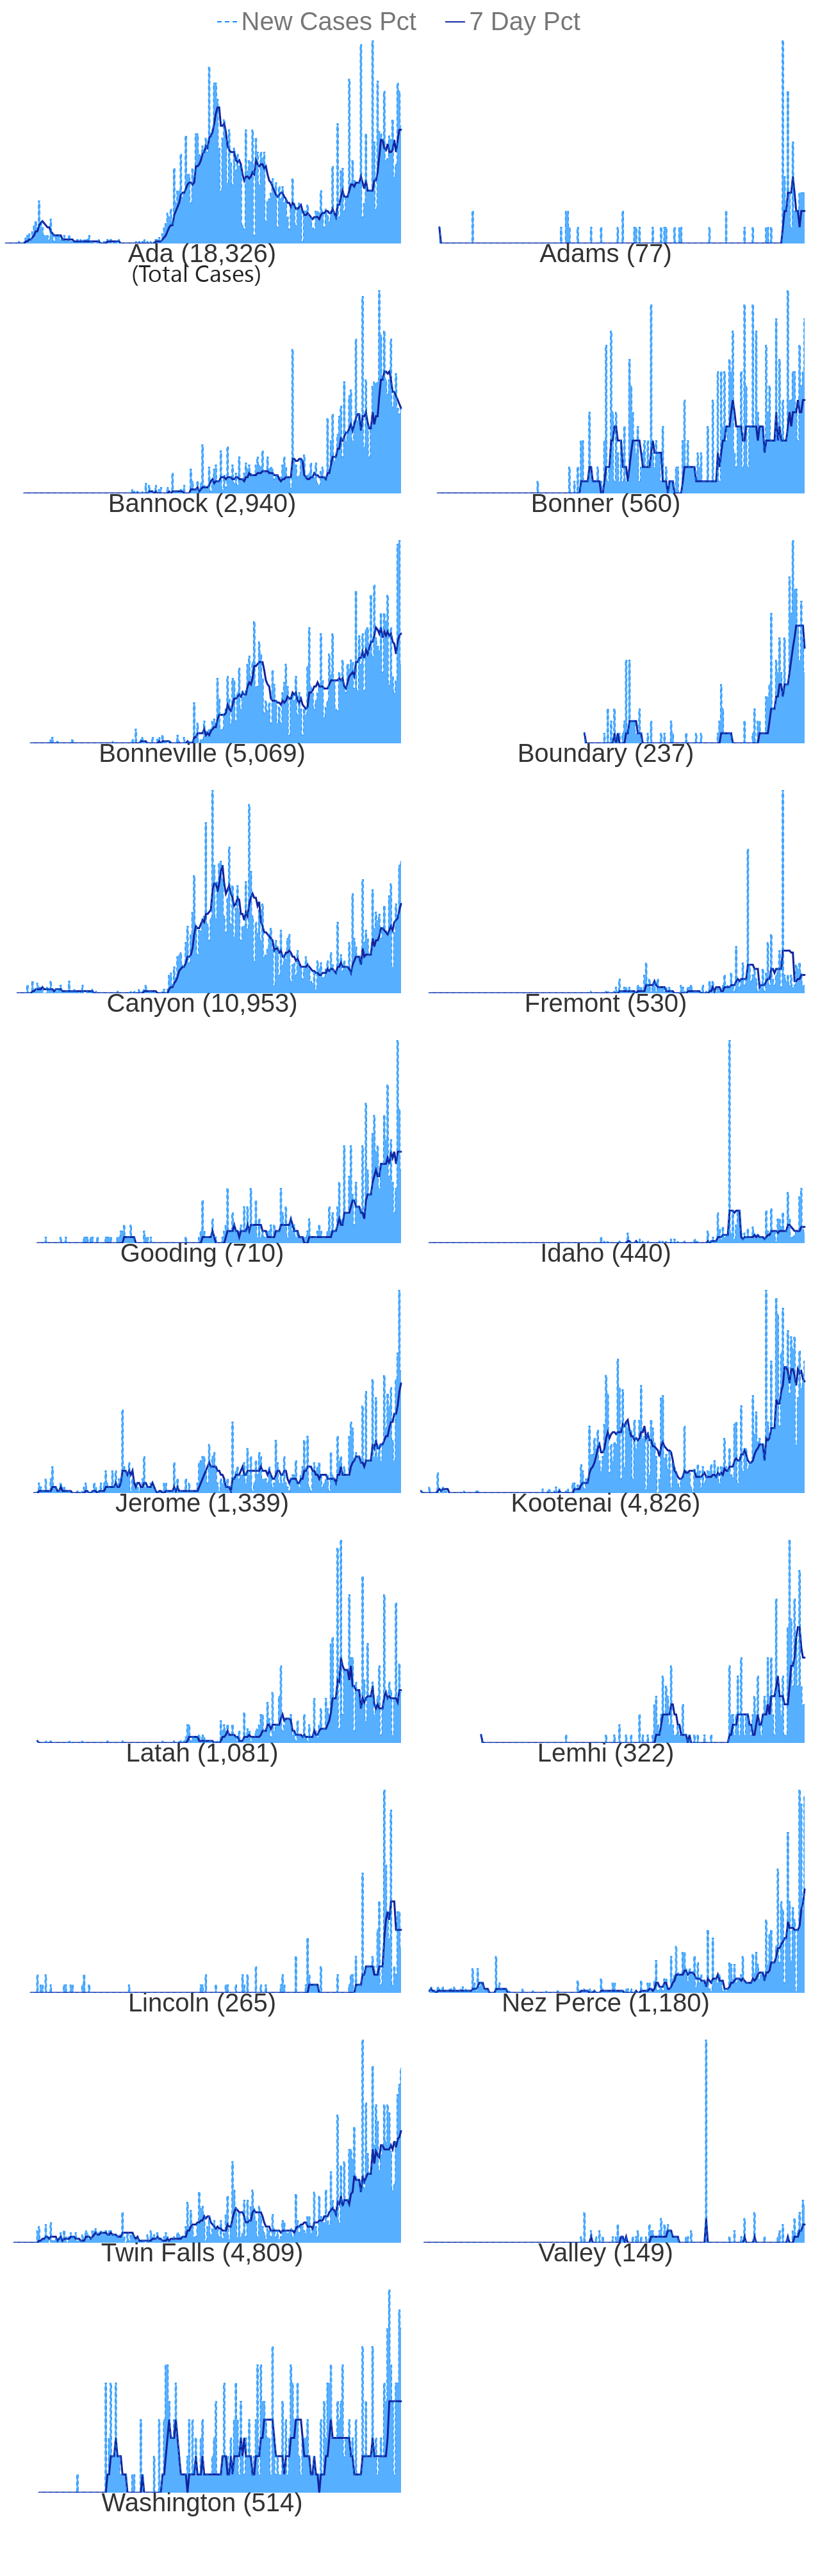 New Cases Pct 7 Day Pct
Ada (18,326)
(Total Cases)
Adams (77)
Bannock (2,940)
Bonner (560)
Bonneville (5,069)
Boundary (237)
Canyon (10,953)
Fremont (530)
Gooding (710)
Idaho (440)
Jerome (1,339)
Kootenai (4,826)
Latah (1,081)
Lemhi (322)
Lincoln (265)
Nez Perce (1,180)
Twin Falls (4,809)
Valley (149)
Washington (514)